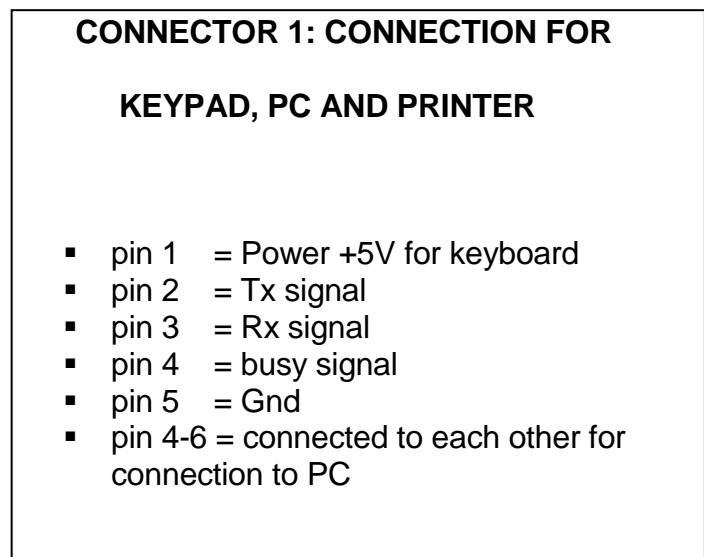 CONNECTOR 1: CONNECTION FOR
KEYPAD, PC AND PRINTER
▪ pin 1 = Power +5V for keyboard
▪ pin 2 = Tx signal
▪ pin 3 = Rx signal
▪ pin 4 = busy signal
▪ pin 5 = Gnd
▪ pin 4-6 = connected to each other for
connection to PC